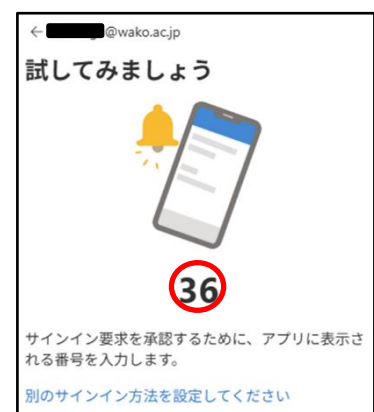 ← @wako.ac.jp
試してみましょう
36
サインイン要求を承認するために、アプリに表示さ
れる番号を入力します。
別のサインイン方法を設定してください